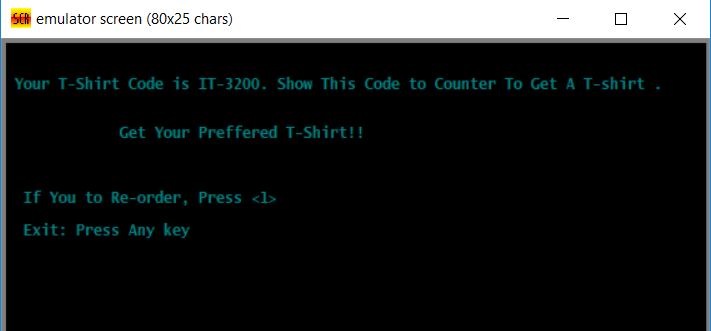 SCR emulator screen (80x25 chars)
Your T-Shirt Code is IT-3200. Show This Code to Counter To Get A T-shirt .
Get Your Preffered T-Shirt!!
If You to Re-order, Press <1>
Exit: Press Any key